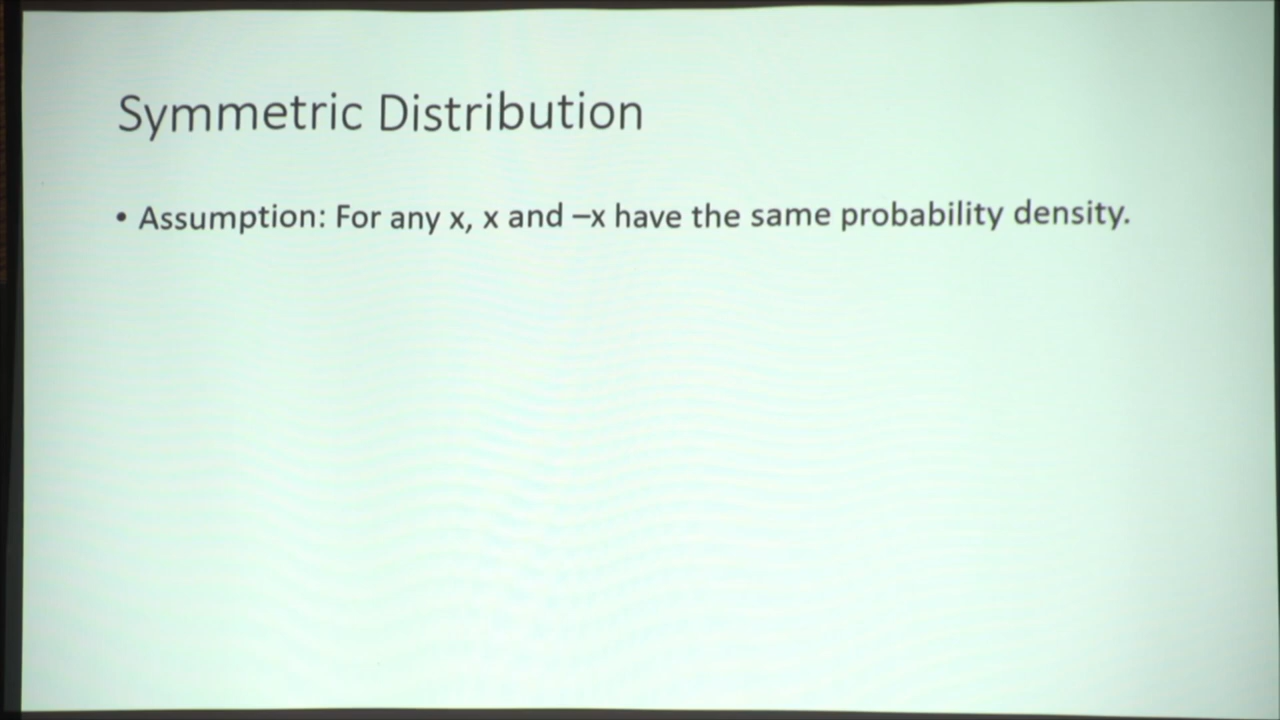 Symmetric Distribution
• Assumption: For any x, x and –x have the same probability density.